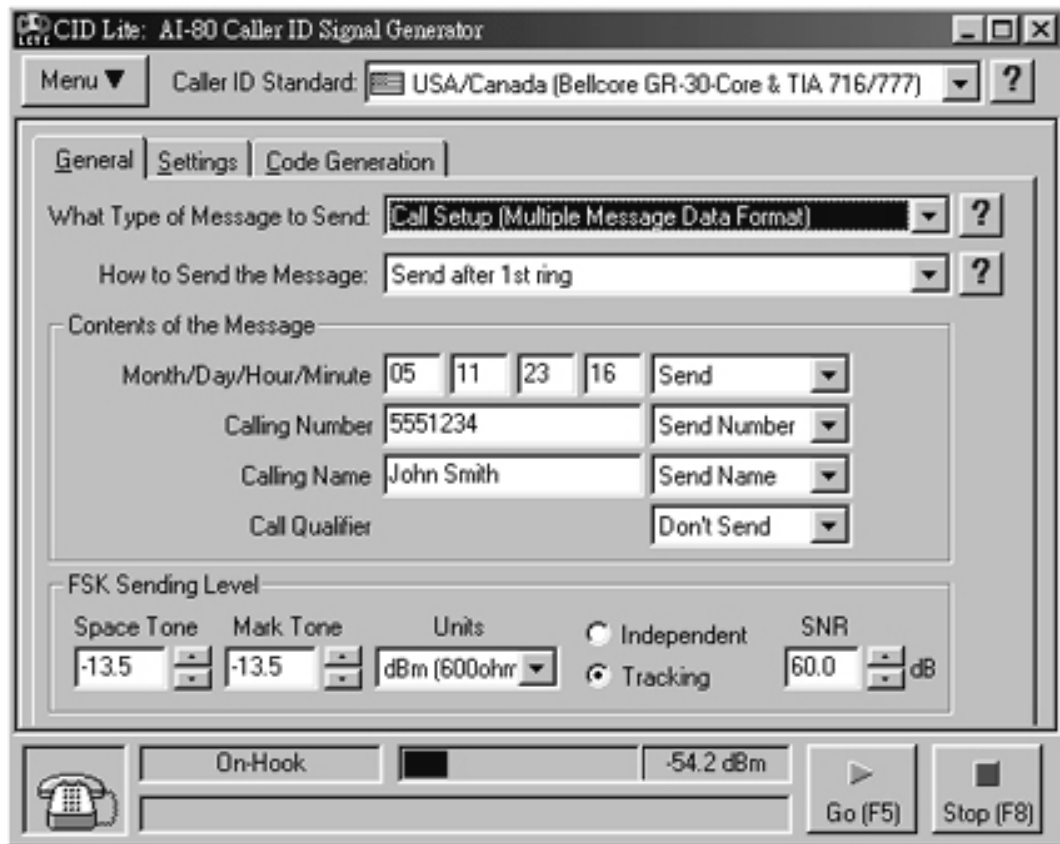 CID Lite: AI-80 Caller ID Signal Generator
Menu ▼ Caller ID Standard: USA/Canada (Bellcore GR-30-Core & TIA 716/777) ?
General Settings Code Generation
What Type of Message to Send: Call Setup (Multiple Message Data Format) ?
How to Send the Message: Send after 1st ring ?
Contents of the Message
Month/Day/Hour/Minute 05 11 23 16 Send
Calling Number 5551234 Send Number
Calling Name John Smith Send Name
Call Qualifier Don't Send
FSK Sending Level
Space Tone Mark Tone Units Independent SNR
-13.5 -13.5 dBm (600ohm Tracking 60.0 dB
On-Hook -54.2 dBm
Go (F5) Stop (F8)